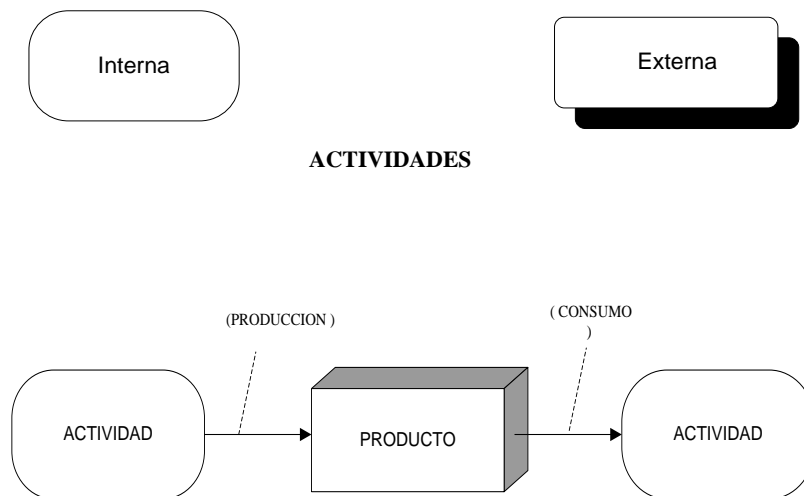 Interna
Externa
ACTIVIDADES
(PRODUCCION )
( CONSUMO
)
ACTIVIDAD
PRODUCTO
ACTIVIDAD